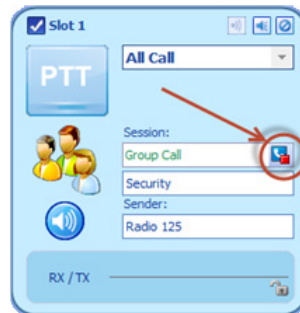 Slot 1
PTT
All Call
Session:
Group Call
Security
Sender:
Radio 125
RX / TX